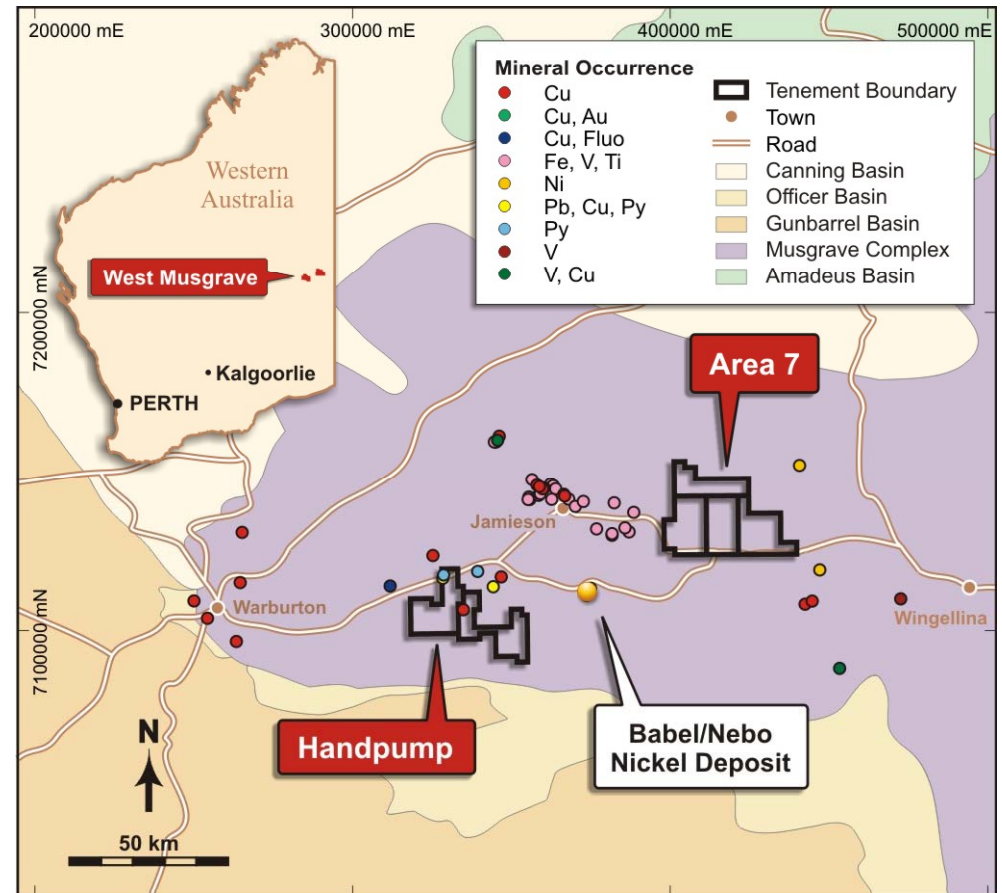 200000 mE
300000 mE
400000 mE
500000 mE
Mineral Occurrence
Cu
Cu, Au
Cu, Fluo
Fe, V, Ti
Ni
Pb, Cu, Py
Py
V
V, Cu
Tenement Boundary
Town
Road
Canning Basin
Officer Basin
Gunbarrel Basin
Musgrave Complex
Amadeus Basin
Western
Australia
West Musgrave
Kalgoorlie
PERTH
7200000 mN
Area 7
Jamieson
Warburton
Wingellina
7100000 mN
Handpump
Babel/Nebo
Nickel Deposit
N
50 km